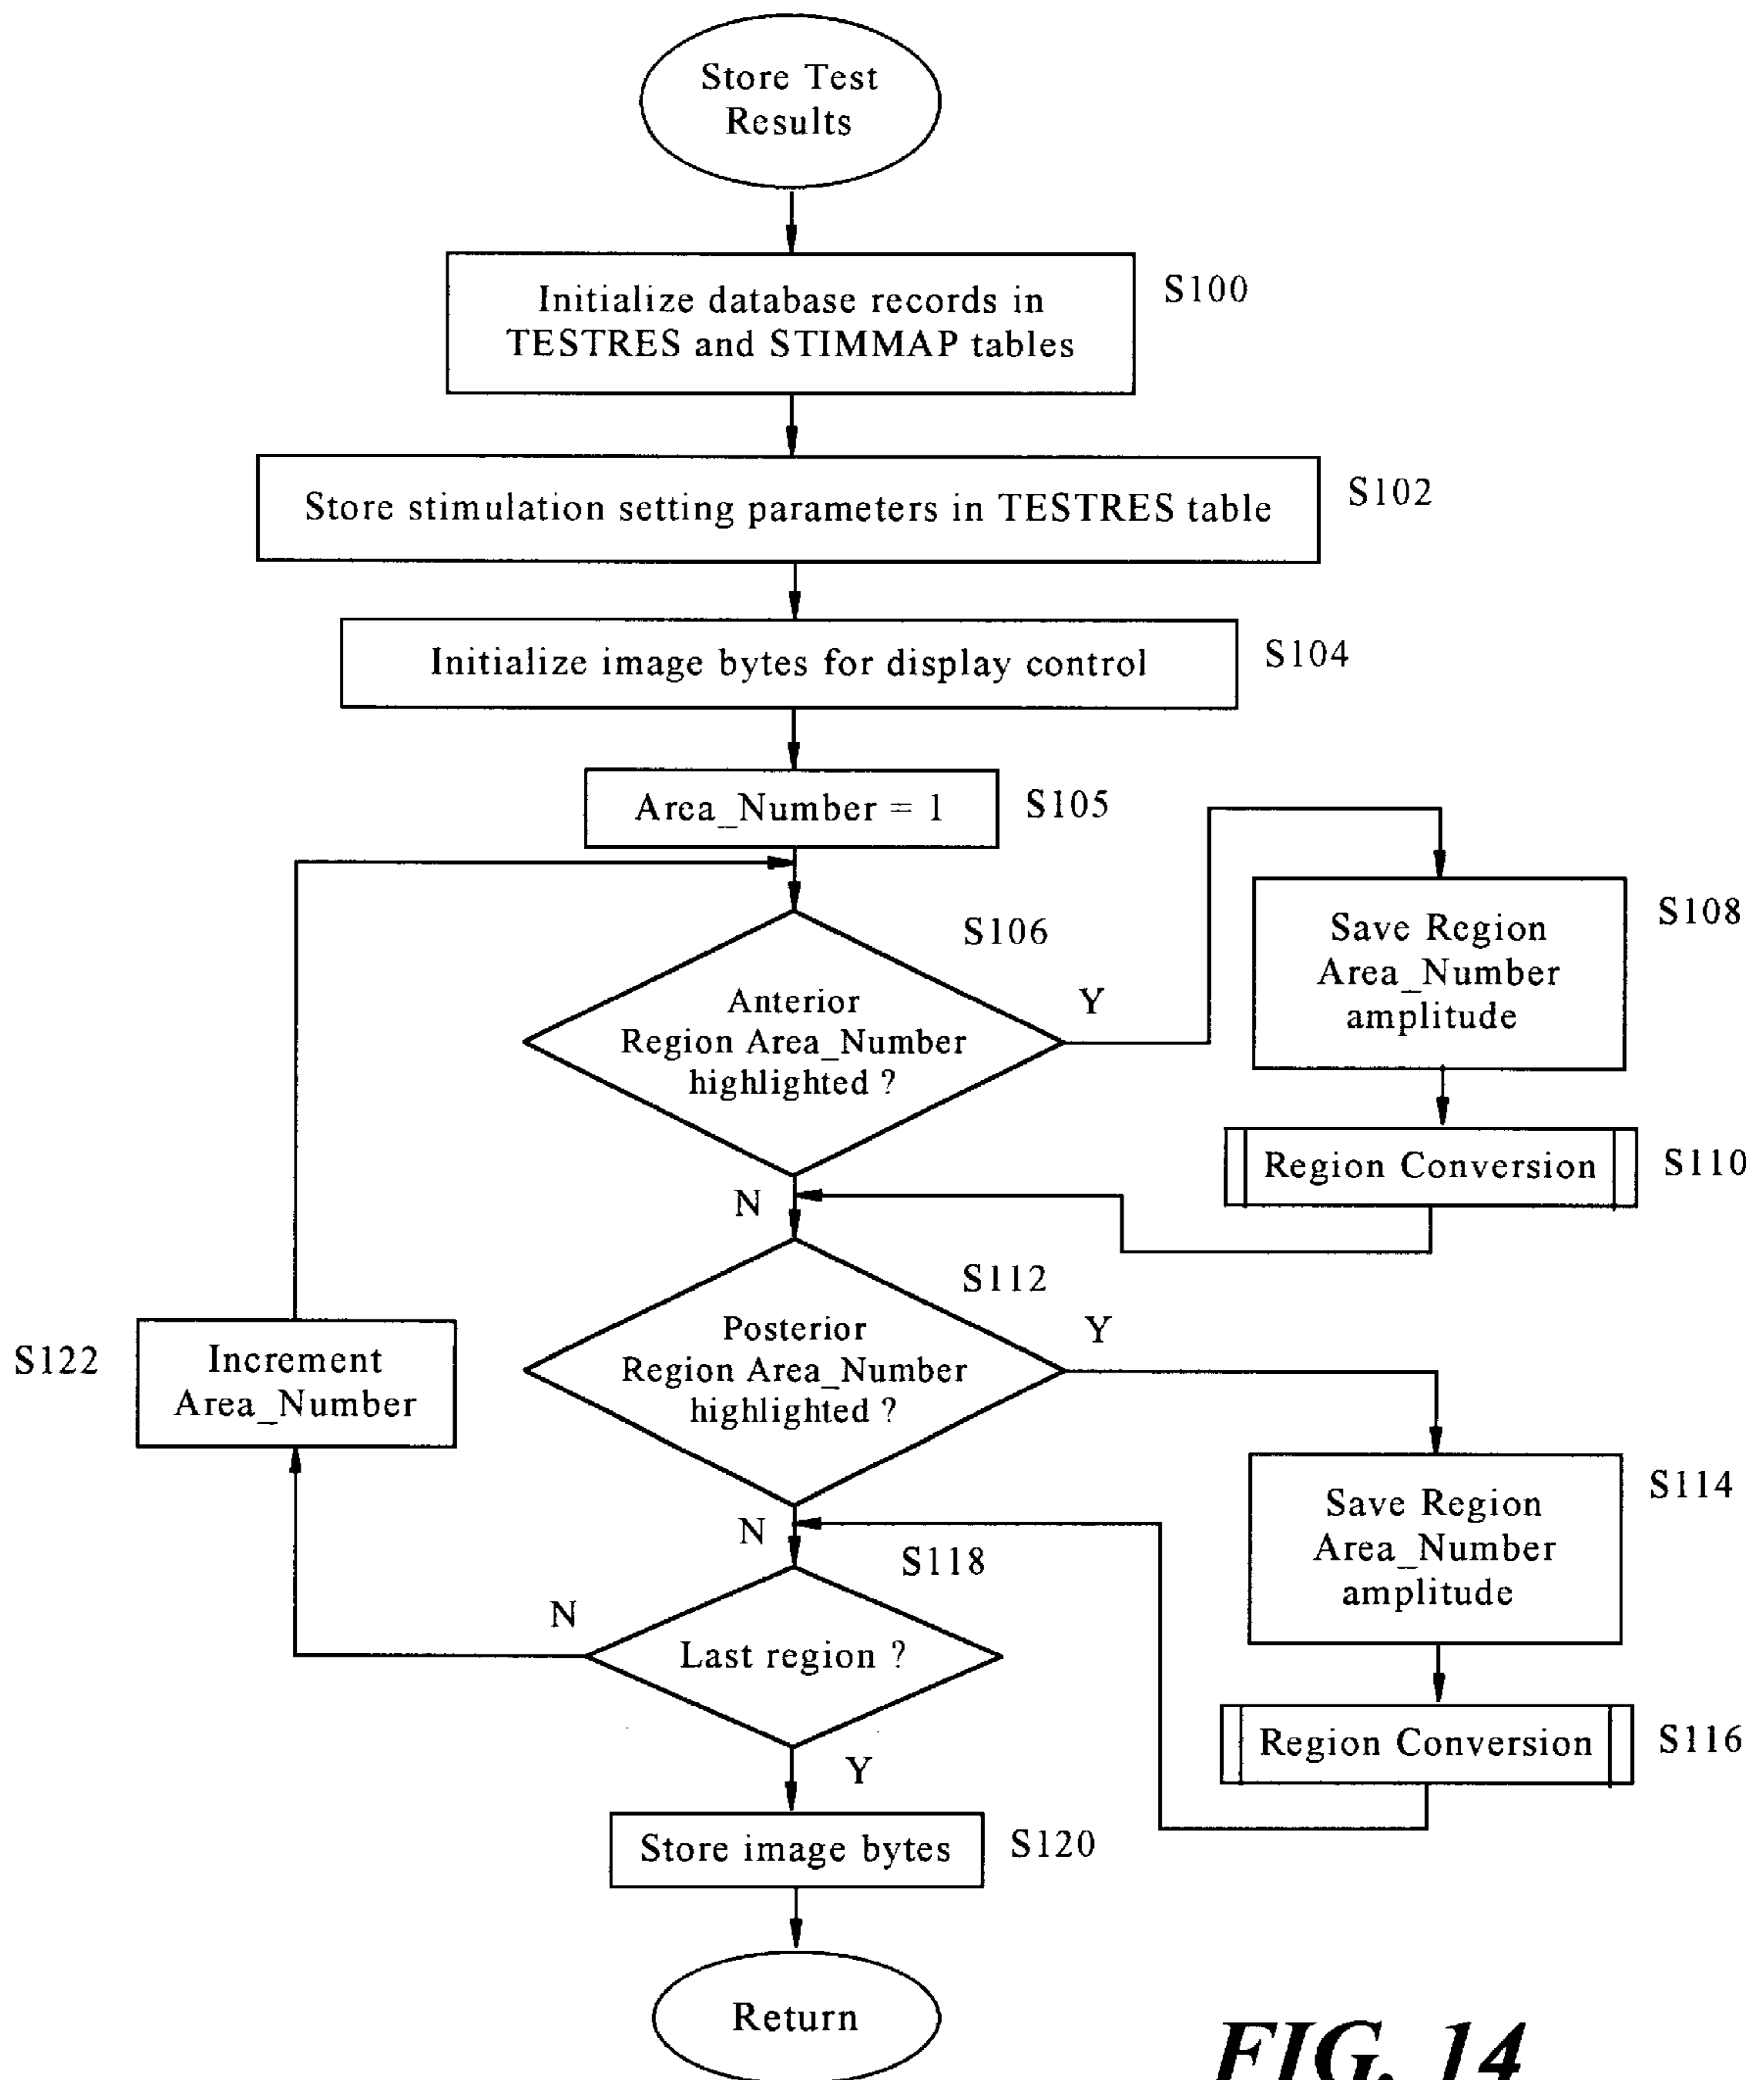 Store Test
Results
Initialize database records in
TESTRES and STIMMAP tables
S100
Store stimulation setting parameters in TESTRES table
S102
Initialize image bytes for display control
S104
Area_Number = 1
S105
S106
Anterior
Region Area_Number
highlighted ?
Y
N
Save Region
Area_Number
amplitude
S108
Region Conversion
S110
S112
Posterior
Region Area_Number
highlighted ?
Y
N
S122
Increment
Area_Number
Save Region
Area_Number
amplitude
S114
Region Conversion
S116
S118
Last region ?
N
Y
Store image bytes
S120
Return
FIG. 14